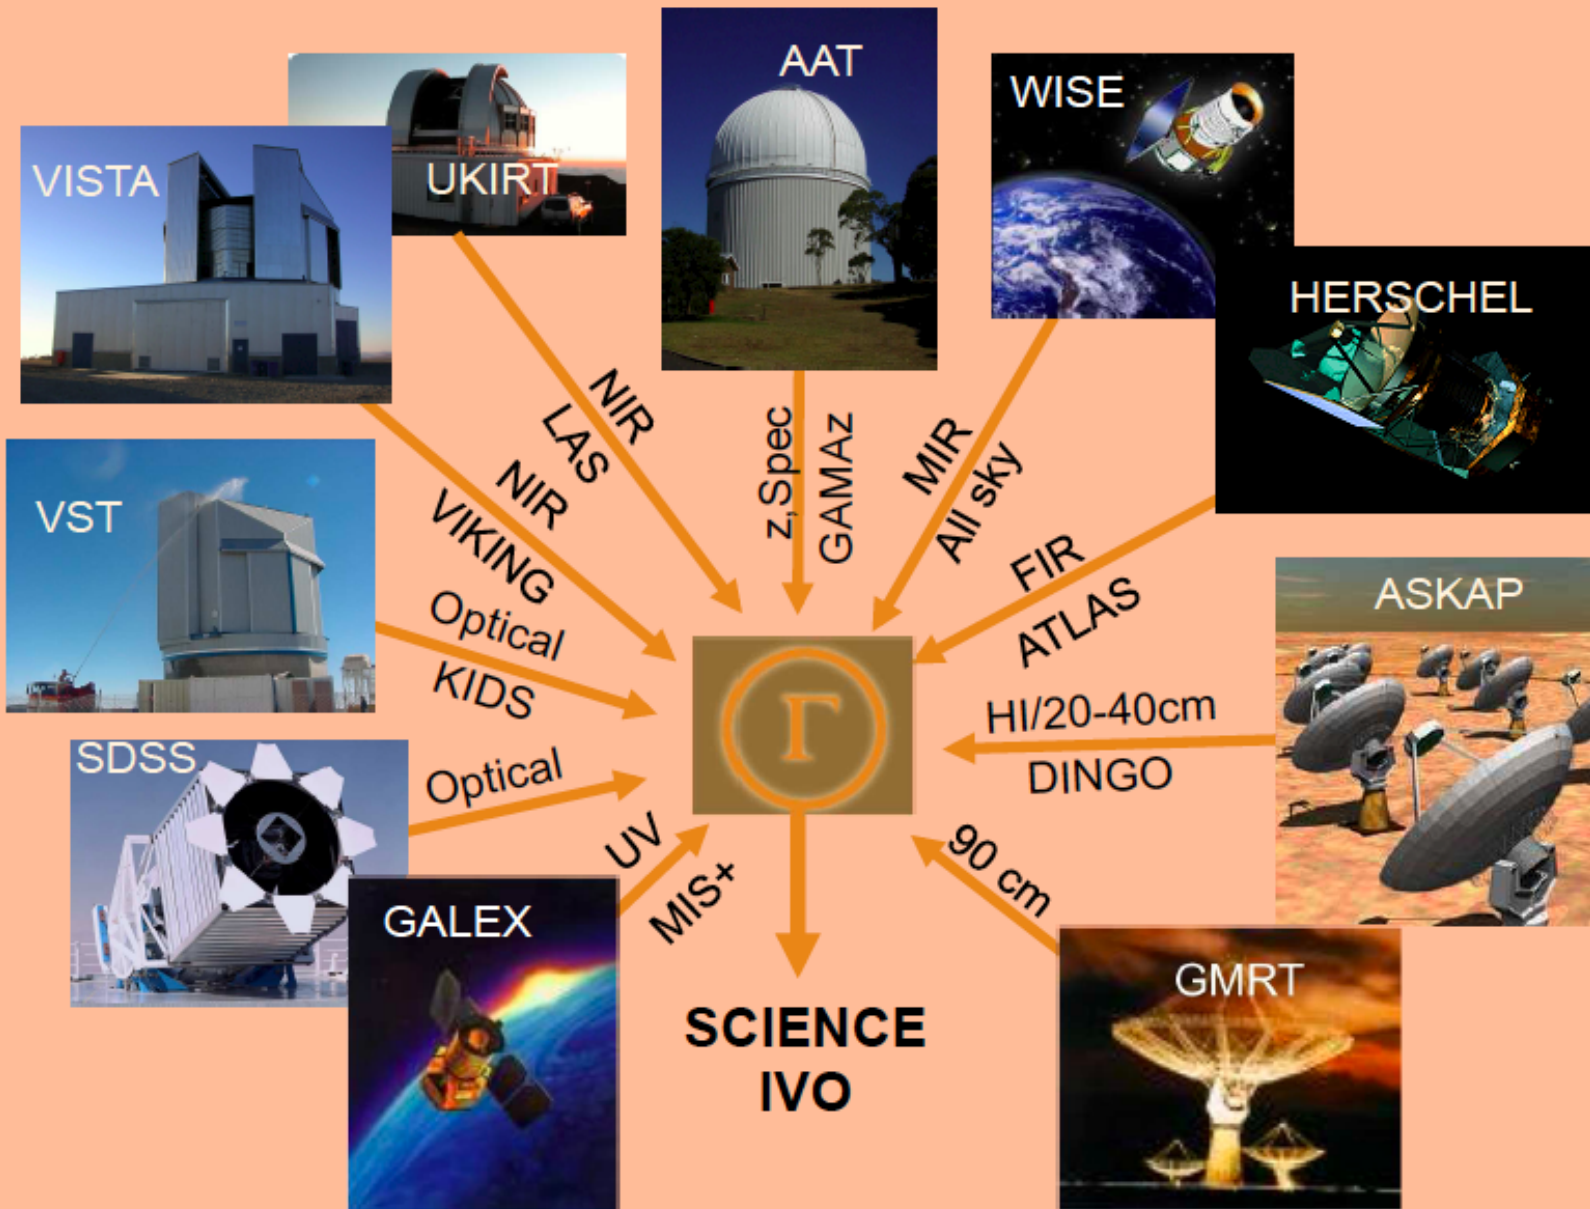 AAT
WISE
UKIRT
VISTA
HERSCHEL
NIR
LAS
z,Spec
GAMAz
MIR
All sky
NIR
VIKING
VST
FIR
ATLAS
ASKAP
Optical
KIDS
HI/20-40cm
DINGO
Γ
SDSS
Optical
UV
MIS+
90 cm
GALEX
GMRT
SCIENCE
IVO